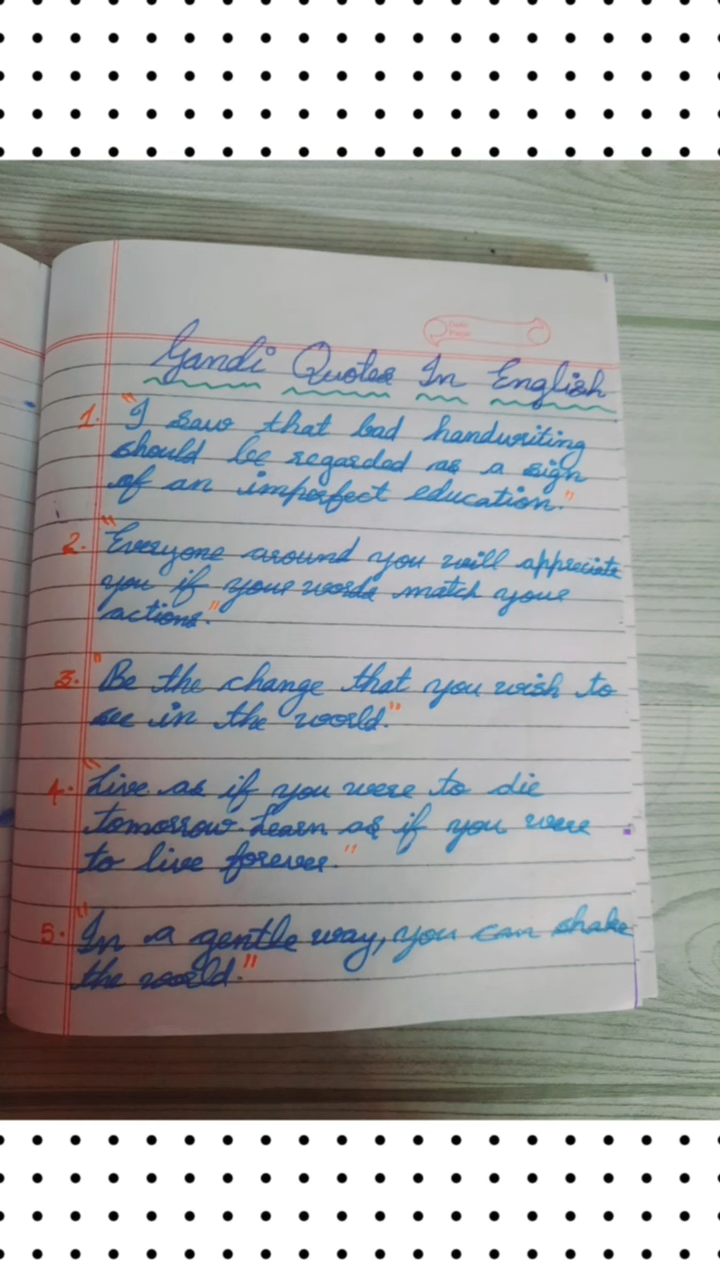 Date:
Page:
Gandi Quotes In English
1. "I saw that bad handwriting
should be regarded as a sign
of an imperfect education."
2. "Everyone around you will appreciate
you if your words match your
actions."
3. "Be the change that you wish to
see in the world."
4. "Live as if you were to die
tomorrow. Learn as if you were
to live forever."
5. "In a gentle way, you can shake
the world."